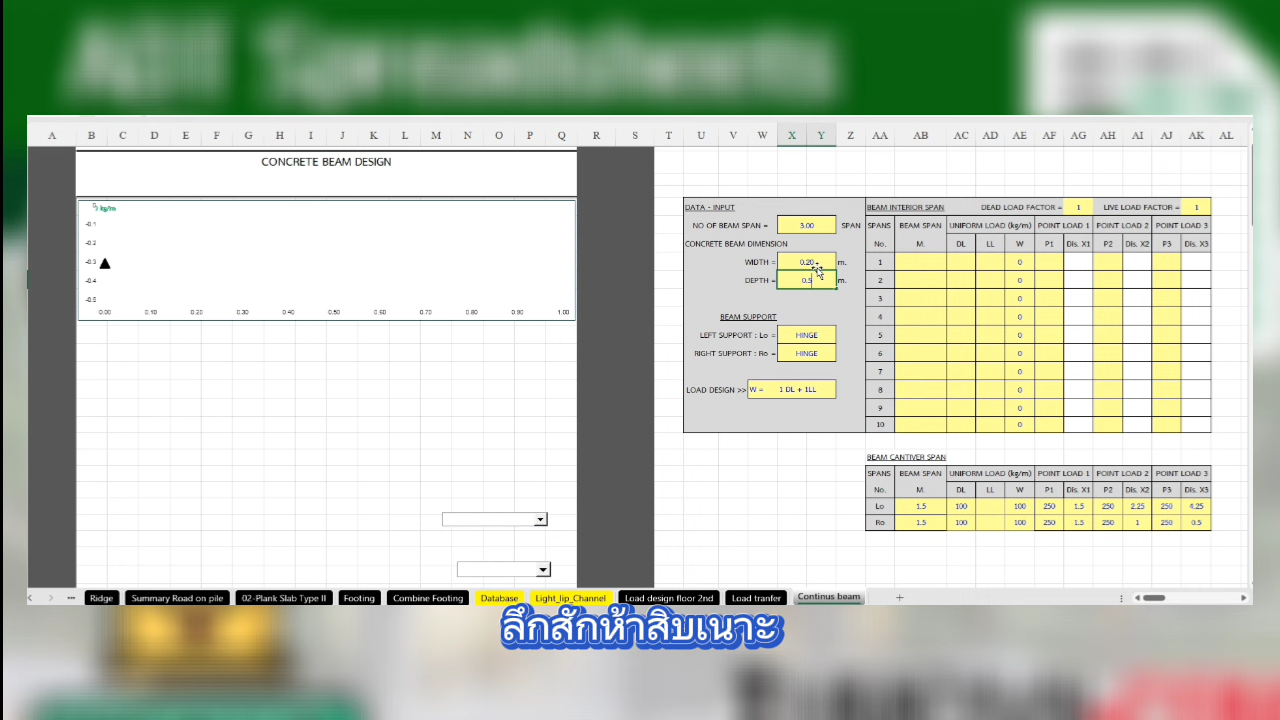 A B C D E F G H I J K L M N O P Q R S T U V W X Y Z AA AB AC AD AE AF AG AH AI AJ AK AL
CONCRETE BEAM DESIGN
kg/m
0
-0.1
-0.2
-0.3
-0.4
-0.5
0.00 0.10 0.20 0.30 0.40 0.50 0.60 0.70 0.80 0.90 1.00
DATA - INPUT
NO OF BEAM SPAN = 3.00 SPAN
CONCRETE BEAM DIMENSION
WIDTH = 0.20 m.
DEPTH = 0.5 m.
BEAM SUPPORT
LEFT SUPPORT : Lo = HINGE
RIGHT SUPPORT : Ro = HINGE
LOAD DESIGN >> W = 1 DL + 1LL
BEAM INTERIOR SPAN DEAD LOAD FACTOR = 1 LIVE LOAD FACTOR = 1
SPANS BEAM SPAN UNIFORM LOAD (kg/m) POINT LOAD 1 POINT LOAD 2 POINT LOAD 3
No. M. DL LL W P1 Dis. X1 P2 Dis. X2 P3 Dis. X3
1 0
2 0
3 0
4 0
5 0
6 0
7 0
8 0
9 0
10 0
BEAM CANTIVER SPAN
SPANS BEAM SPAN UNIFORM LOAD (kg/m) POINT LOAD 1 POINT LOAD 2 POINT LOAD 3
No. M. DL LL W P1 Dis. X1 P2 Dis. X2 P3 Dis. X3
Lo 1.5 100 100 250 1.5 250 2.25 250 4.25
Ro 1.5 100 100 250 1.5 250 1 250 0.5
Ridge Summary Road on pile 02-Plank Slab Type II Footing Combine Footing Database Light_lip_Channel Load design floor 2nd Load tranfer Continus beam
ลึกสักห้าสิบเนาะ